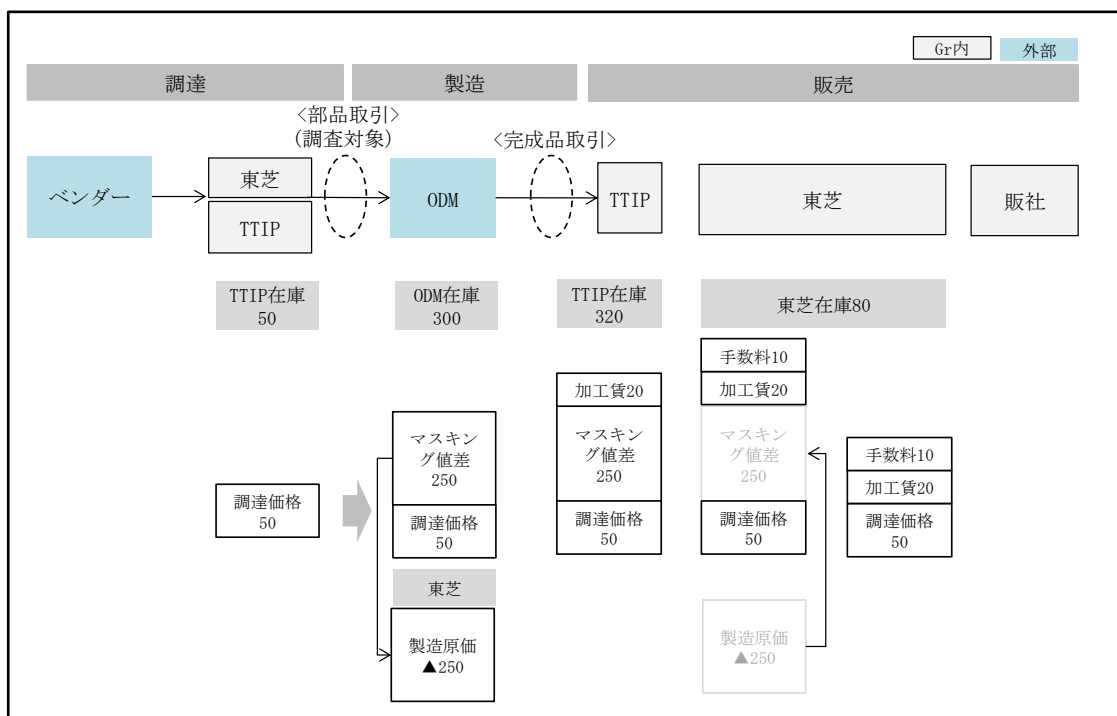 Gr内
外部
調達
製造
販売
<部品取引>
(調査対象)
<完成品取引>
ベンダー
東芝
TTIP
ODM
TTIP
東芝
販社
TTIP在庫
50
ODM在庫
300
TTIP在庫
320
東芝在庫80
調達価格
50
マスキン
グ値差
250
調達価格
50
東芝
製造原価
▲250
加工賃20
マスキン
グ値差
250
調達価格
50
手数料10
加工賃20
マスキン
グ値差
250
調達価格
50
製造原価
▲250
手数料10
加工賃20
調達価格
50